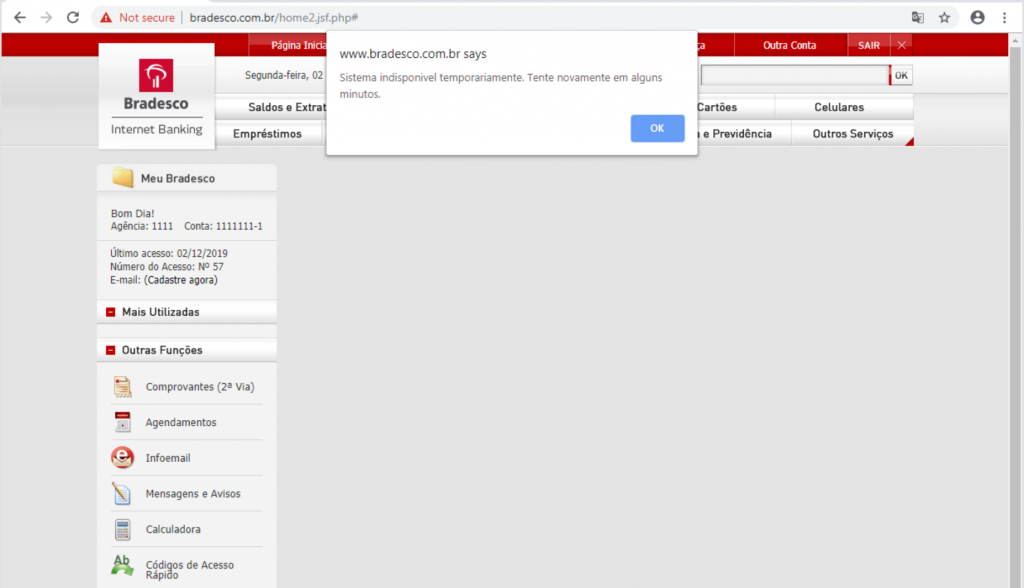 Not secure | bradesco.com.br/home2.jsf.php#
Página Inicia
Outra Conta
SAIR
www.bradesco.com.br says
Sistema indisponivel temporariamente. Tente novamente em alguns
minutos.
OK
Bradesco
Internet Banking
Segunda-feira, 02
OK
Saldos e Extrat
Cartões
Celulares
Empréstimos
e Previdência
Outros Serviços
Meu Bradesco
Bom Dia!
Agência: 1111 Conta: 1111111-1
Último acesso: 02/12/2019
Número do Acesso: Nº 57
E-mail: (Cadastre agora)
Mais Utilizadas
Outras Funções
Comprovantes (2ª Via)
Agendamentos
Infoemail
Mensagens e Avisos
Calculadora
Ab
Códigos de Acesso
Rápido